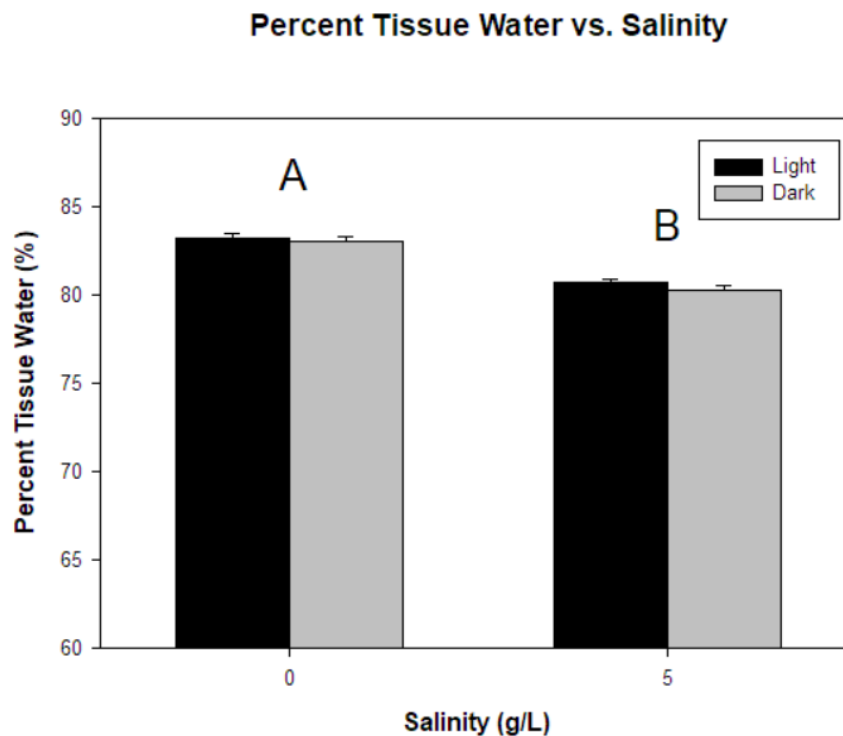 Percent Tissue Water vs. Salinity
Percent Tissue Water (%)
90
85
80
75
70
65
60
A
B
Light
Dark
0
5
Salinity (g/L)